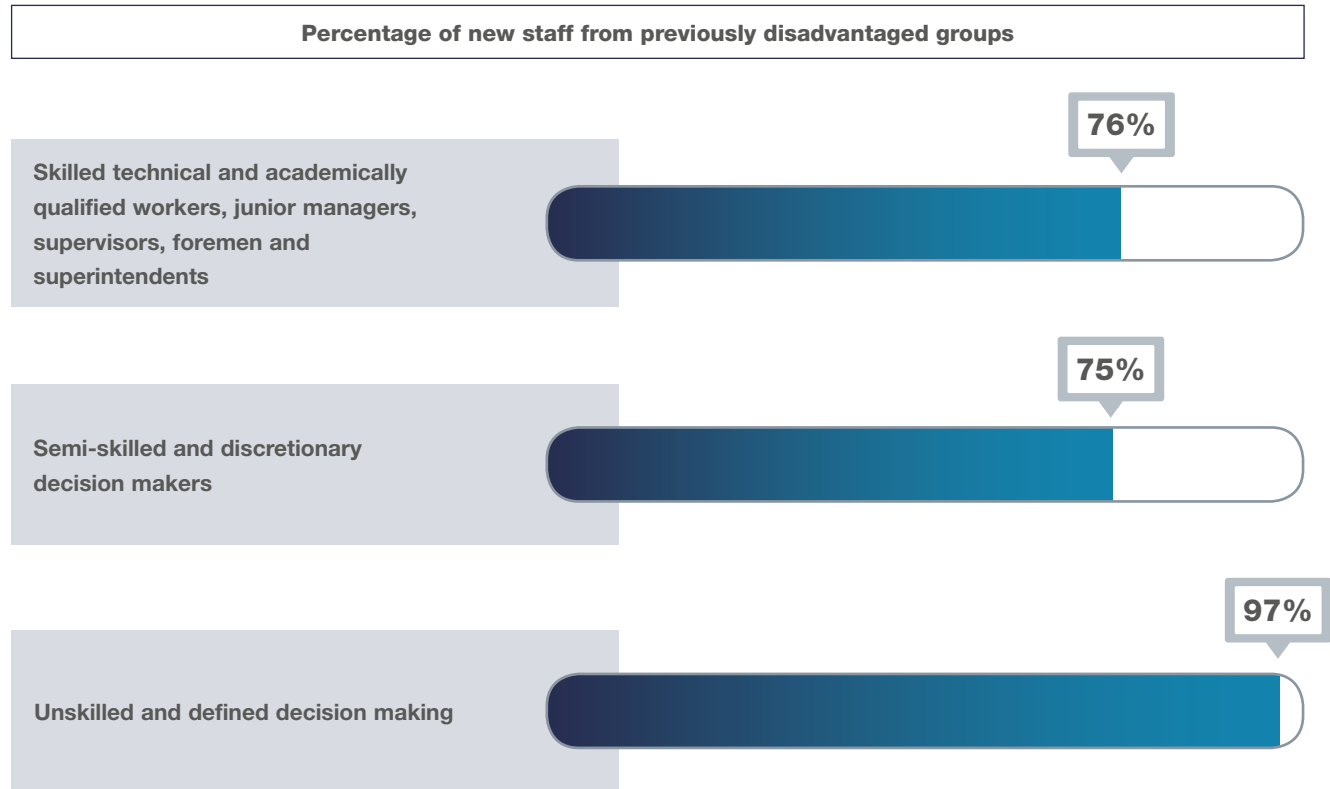 Percentage of new staff from previously disadvantaged groups
76%
Skilled technical and academically
qualified workers, junior managers,
supervisors, foremen and
superintendents
75%
Semi-skilled and discretionary
decision makers
97%
Unskilled and defined decision making